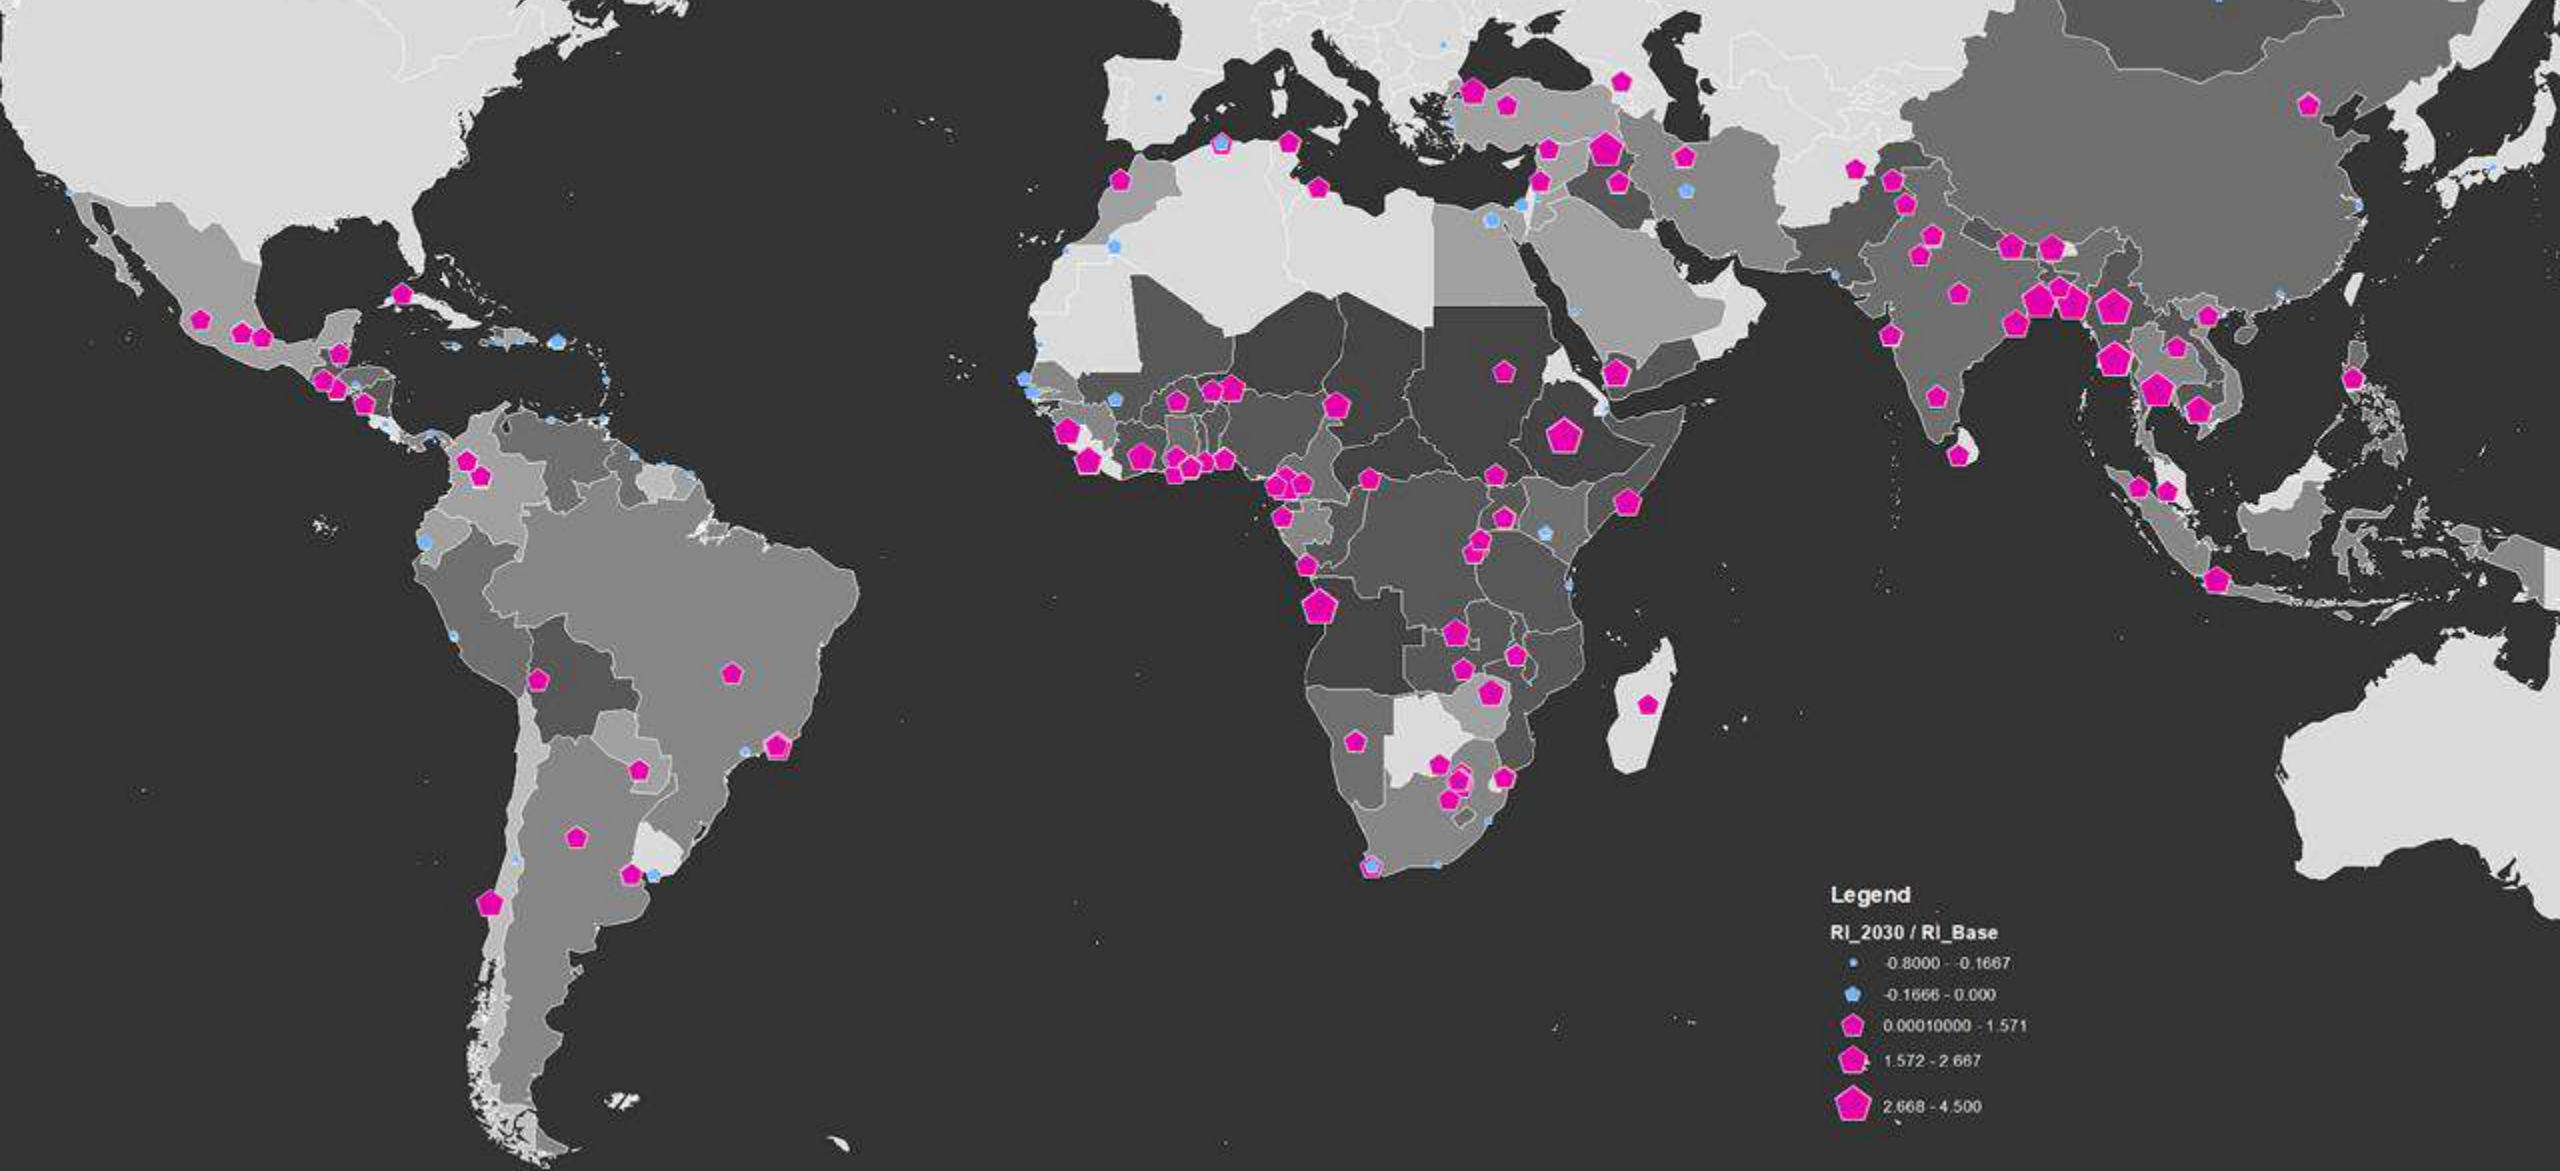 Legend
RI_2030 / RI_Base
-0.8000 - -0.1667
-0.1666 - 0.000
0.00010000 - 1.571
1.572 - 2.667
2.668 - 4.500